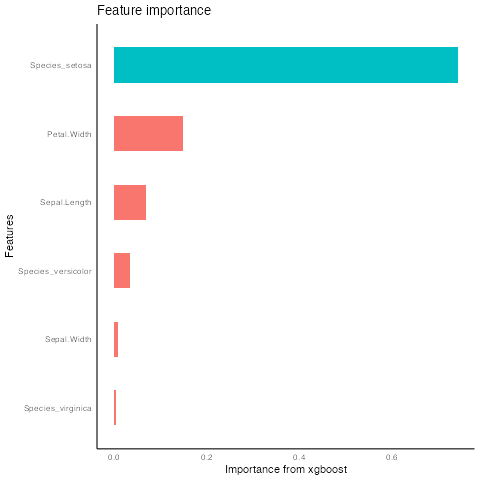 Feature importance
Features
Species_setosa
Petal.Width
Sepal.Length
Species_versicolor
Sepal.Width
Species_virginica
0.0 0.2 0.4 0.6
Importance from xgboost